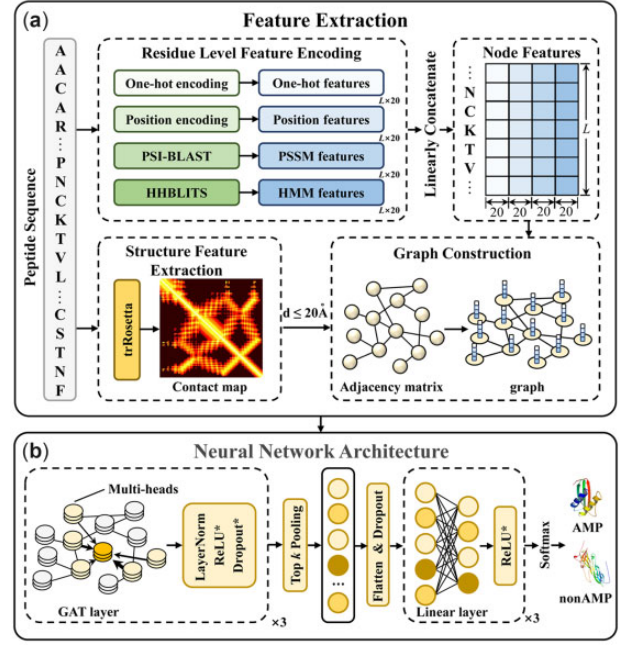 (a)
Feature Extraction
Peptide Sequence
A
A
C
A
R
⋮
P
N
C
K
T
V
L
⋮
C
S
T
N
F
Residue Level Feature Encoding
One-hot encoding
One-hot features
L×20
Position encoding
Position features
L×20
PSI-BLAST
PSSM features
L×20
HHBLITS
HMM features
L×20
Linearly Concatenate
Node Features
⋮
N
C
K
T
V
⋮
L
20 20 20 20
Structure Feature
Extraction
trRosetta
Contact map
d ≤ 20Å
Graph Construction
Adjacency matrix
graph
(b)
Neural Network Architecture
Multi-heads
GAT layer
LayerNorm
ReLU*
Dropout*
×3
Top k Pooling
...
Flatten & Dropout
Linear layer
ReLU*
×3
Softmax
AMP
nonAMP